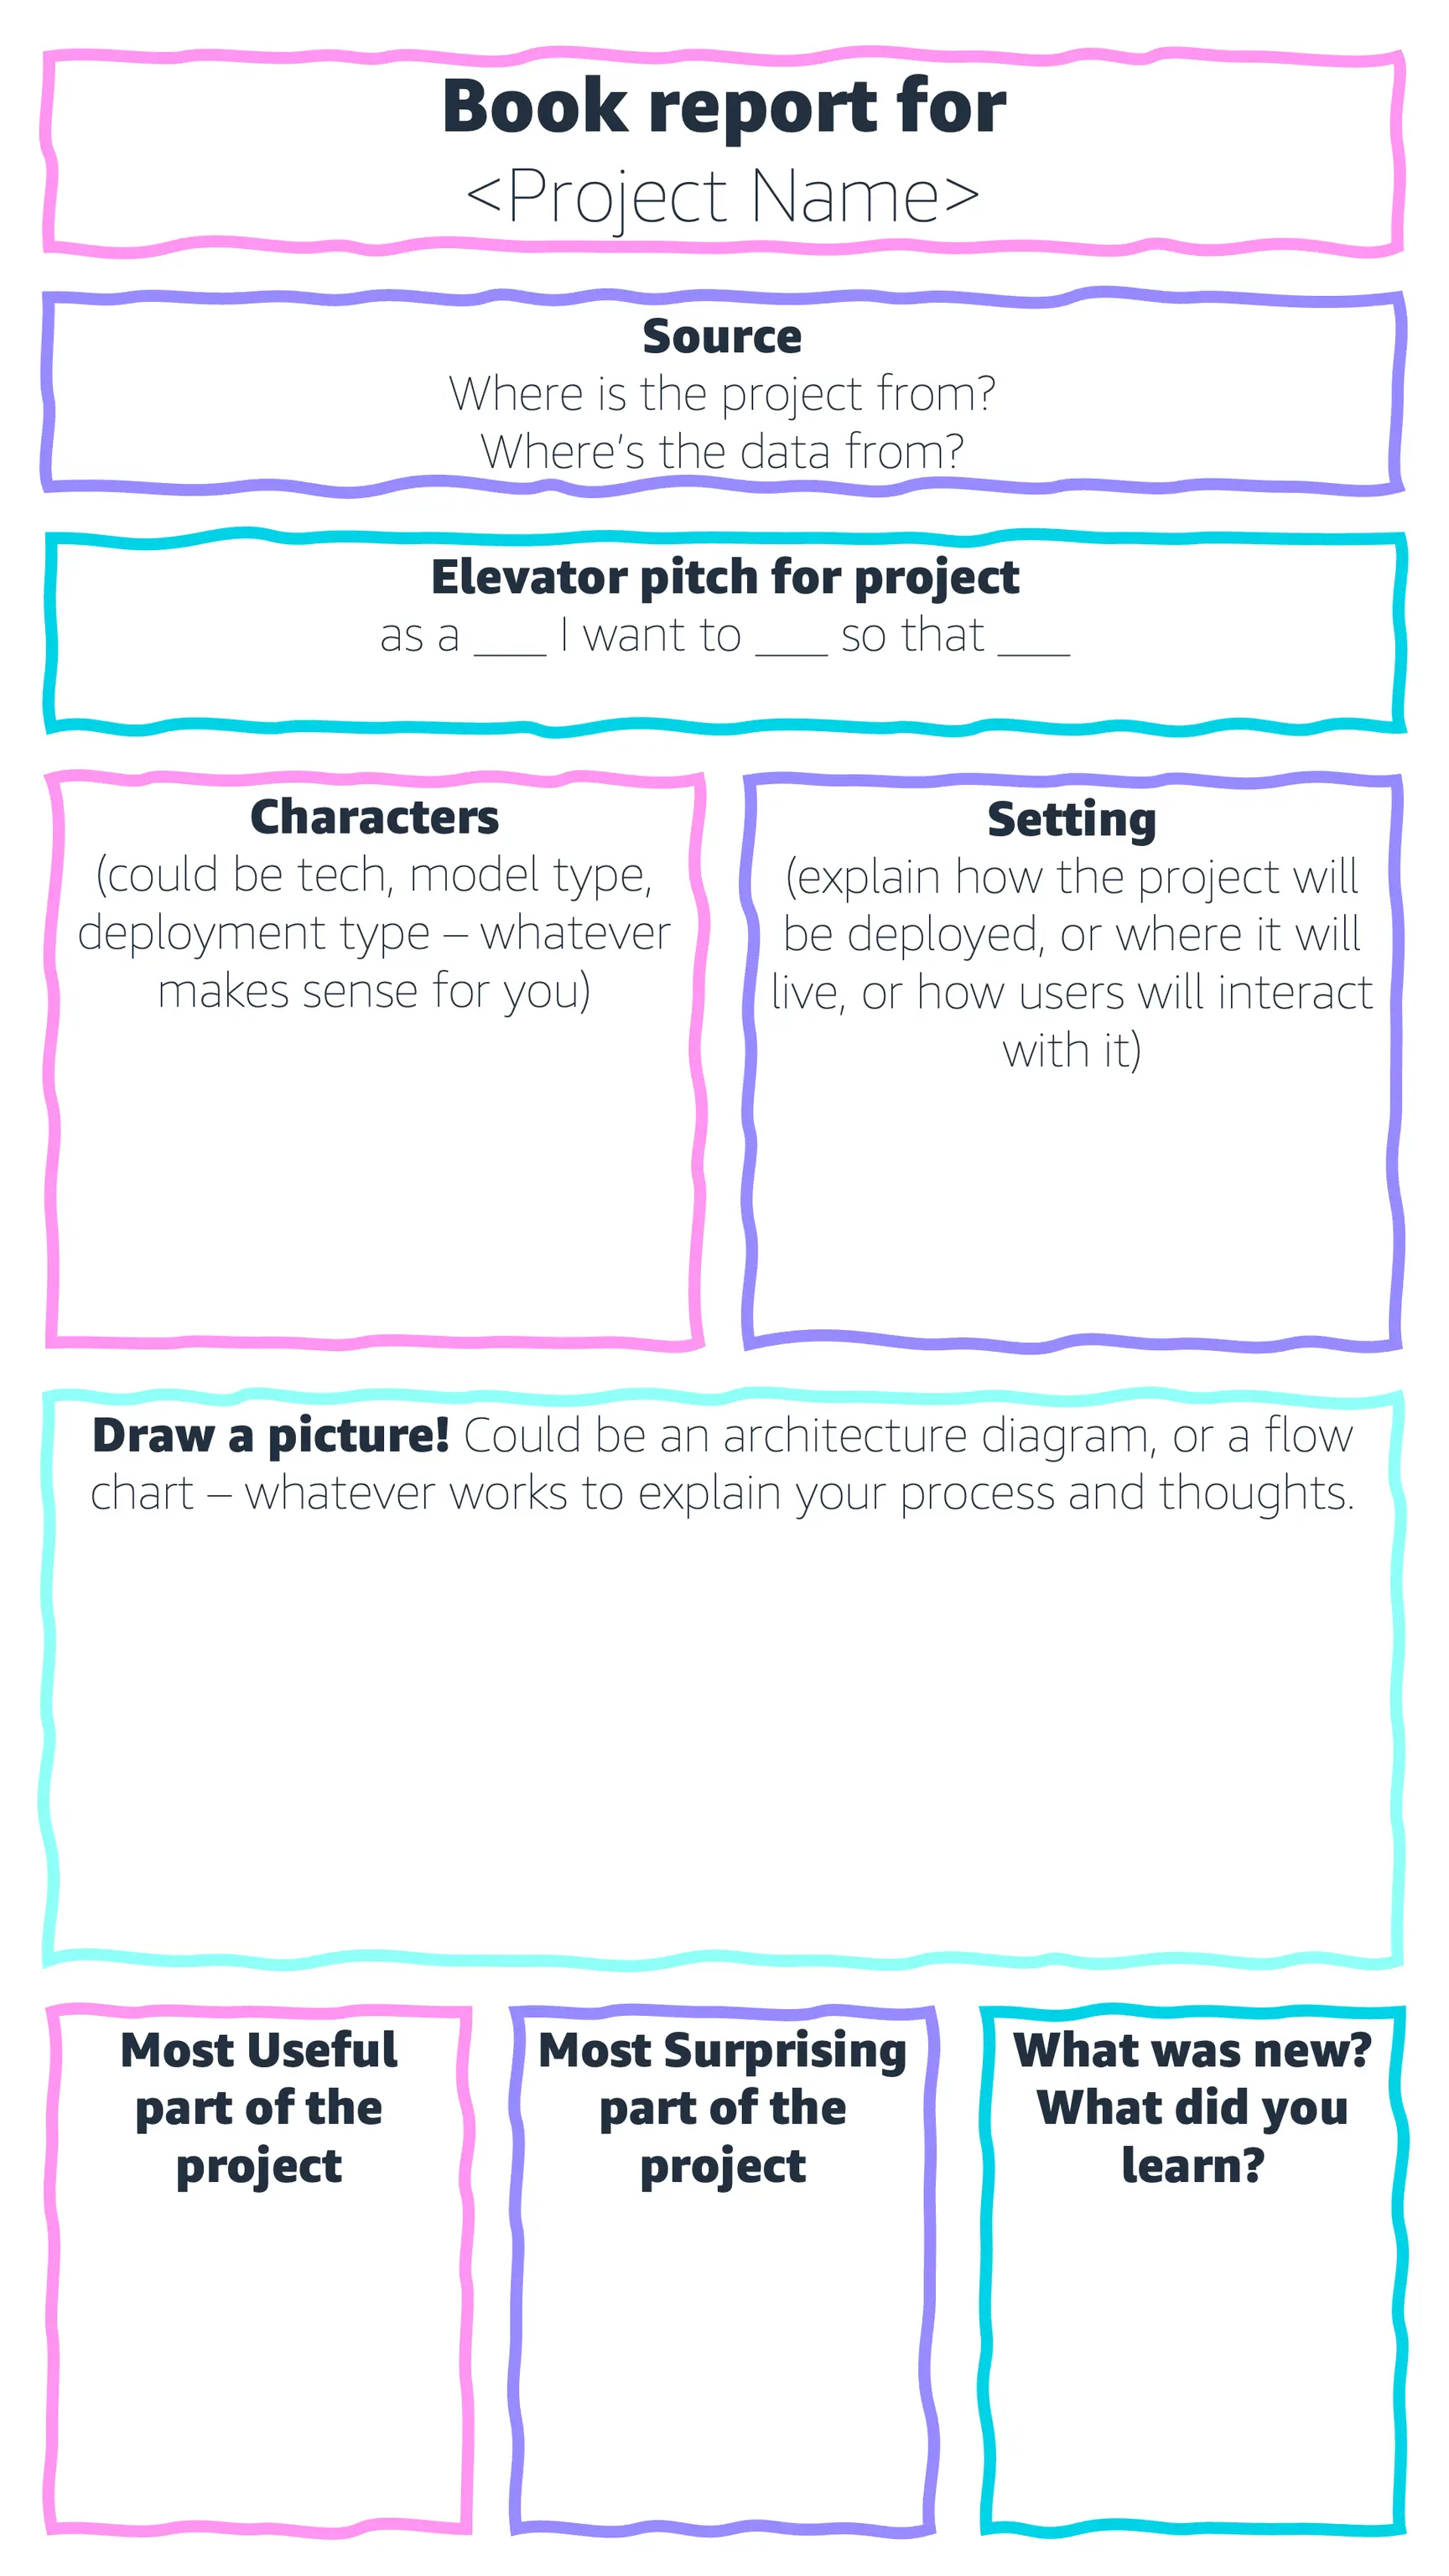 Book report for
<Project Name>
Source
Where is the project from?
Where's the data from?
Elevator pitch for project
as a ___ I want to ___ so that ___
Characters
(could be tech, model type,
deployment type – whatever
makes sense for you)
Setting
(explain how the project will
be deployed, or where it will
live, or how users will interact
with it)
Draw a picture! Could be an architecture diagram, or a flow
chart – whatever works to explain your process and thoughts.
Most Useful
part of the
project
Most Surprising
part of the
project
What was new?
What did you
learn?